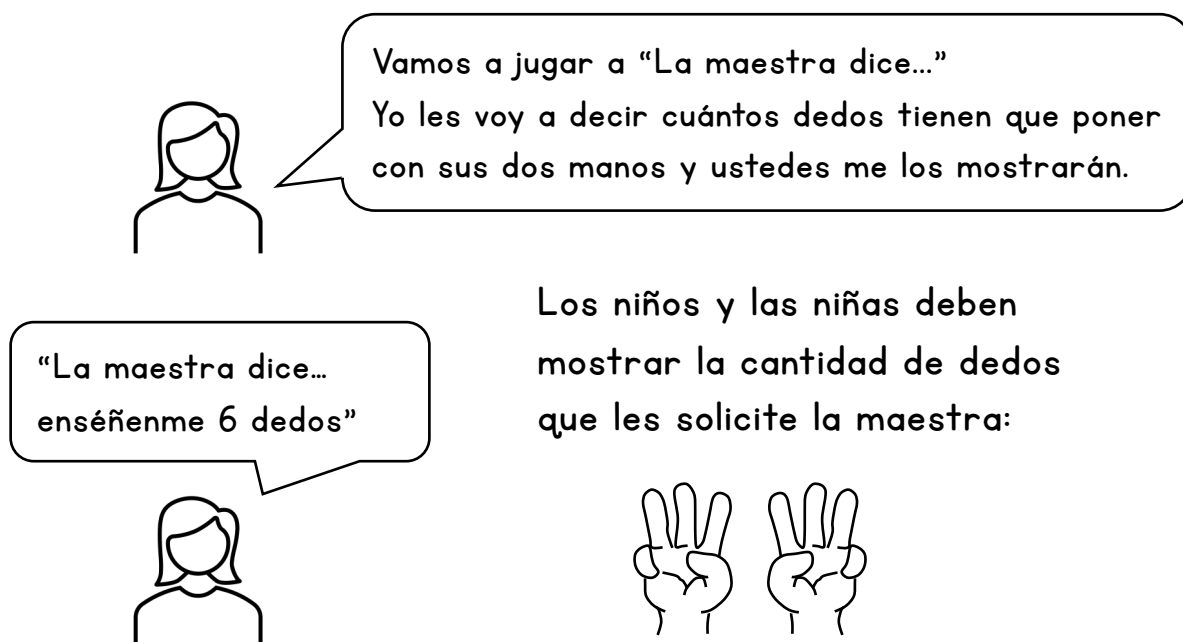 Vamos a jugar a “La maestra dice...”
Yo les voy a decir cuántos dedos tienen que poner
con sus dos manos y ustedes me los mostrarán.
“La maestra dice...
enséñenme 6 dedos”
Los niños y las niñas deben
mostrar la cantidad de dedos
que les solicite la maestra: